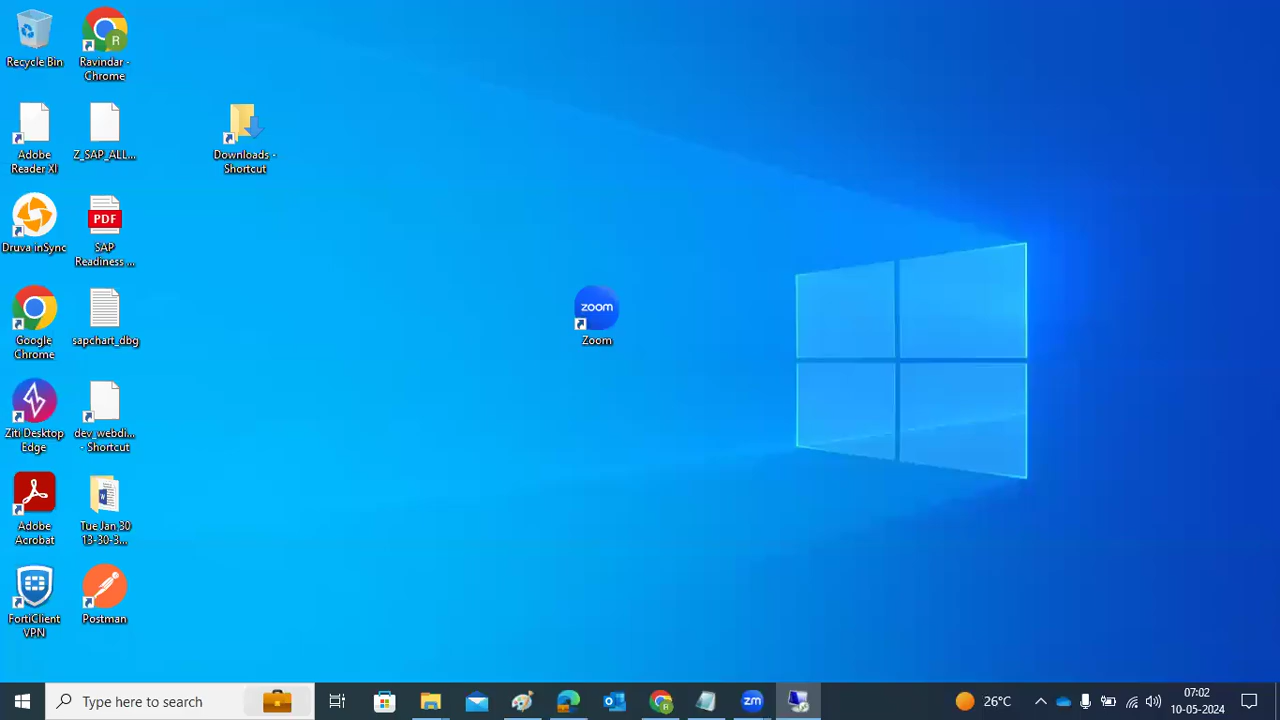 Recycle Bin
Ravindar -
Chrome
Adobe
Reader XI
Z_SAP_ALL...
Downloads -
Shortcut
Druva inSync
PDF
SAP
Readiness ...
Google
Chrome
sapchart_dbg
zoom
Zoom
Ziti Desktop
Edge
dev_webdi...
- Shortcut
Adobe
Acrobat
W
Tue Jan 30
13-30-3...
FortiClient
VPN
Postman
Type here to search
R
zm
26°C
07:02
10-05-2024